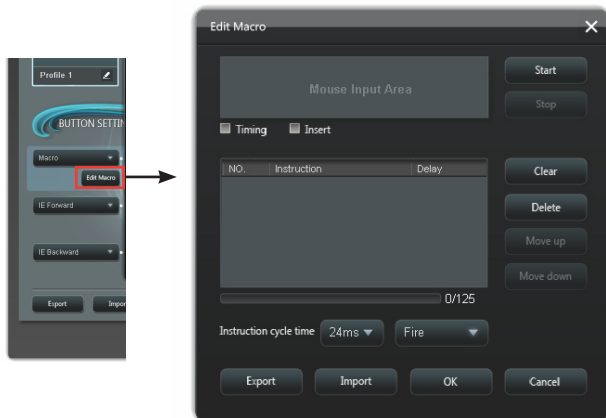 Profile 1
BUTTON SETTIN
Macro
Edit Macro
IE Forward
IE Backward
Export
Impor
Edit Macro
Mouse Input Area
Start
Stop
Timing
Insert
NO. Instruction Delay
Clear
Delete
Move up
Move down
0/125
Instruction cycle time 24ms Fire
Export Import OK Cancel